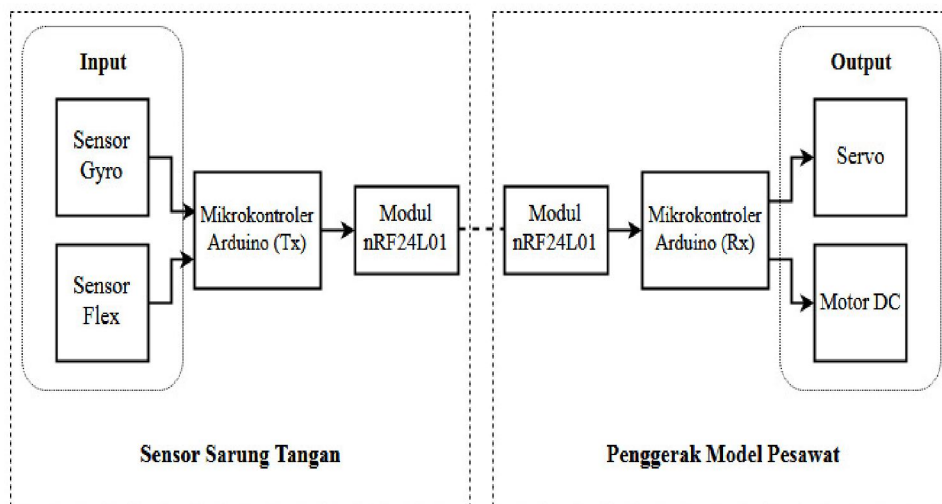 Input
Sensor
Gyro
Sensor
Flex
Mikrokontroler
Arduino (Tx)
Modul
nRF24L01
Sensor Sarung Tangan
Modul
nRF24L01
Mikrokontroler
Arduino (Rx)
Output
Servo
Motor DC
Penggerak Model Pesawat